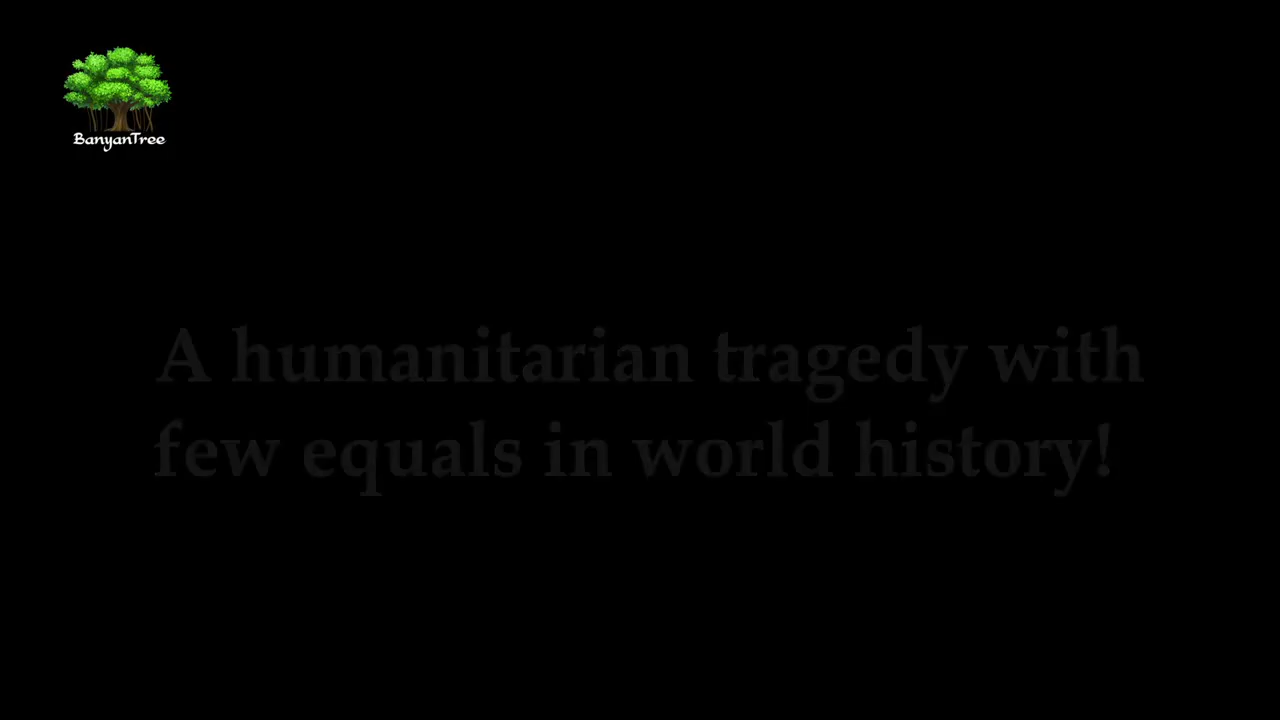 BanyanTree
A humanitarian tragedy with
few equals in world history!